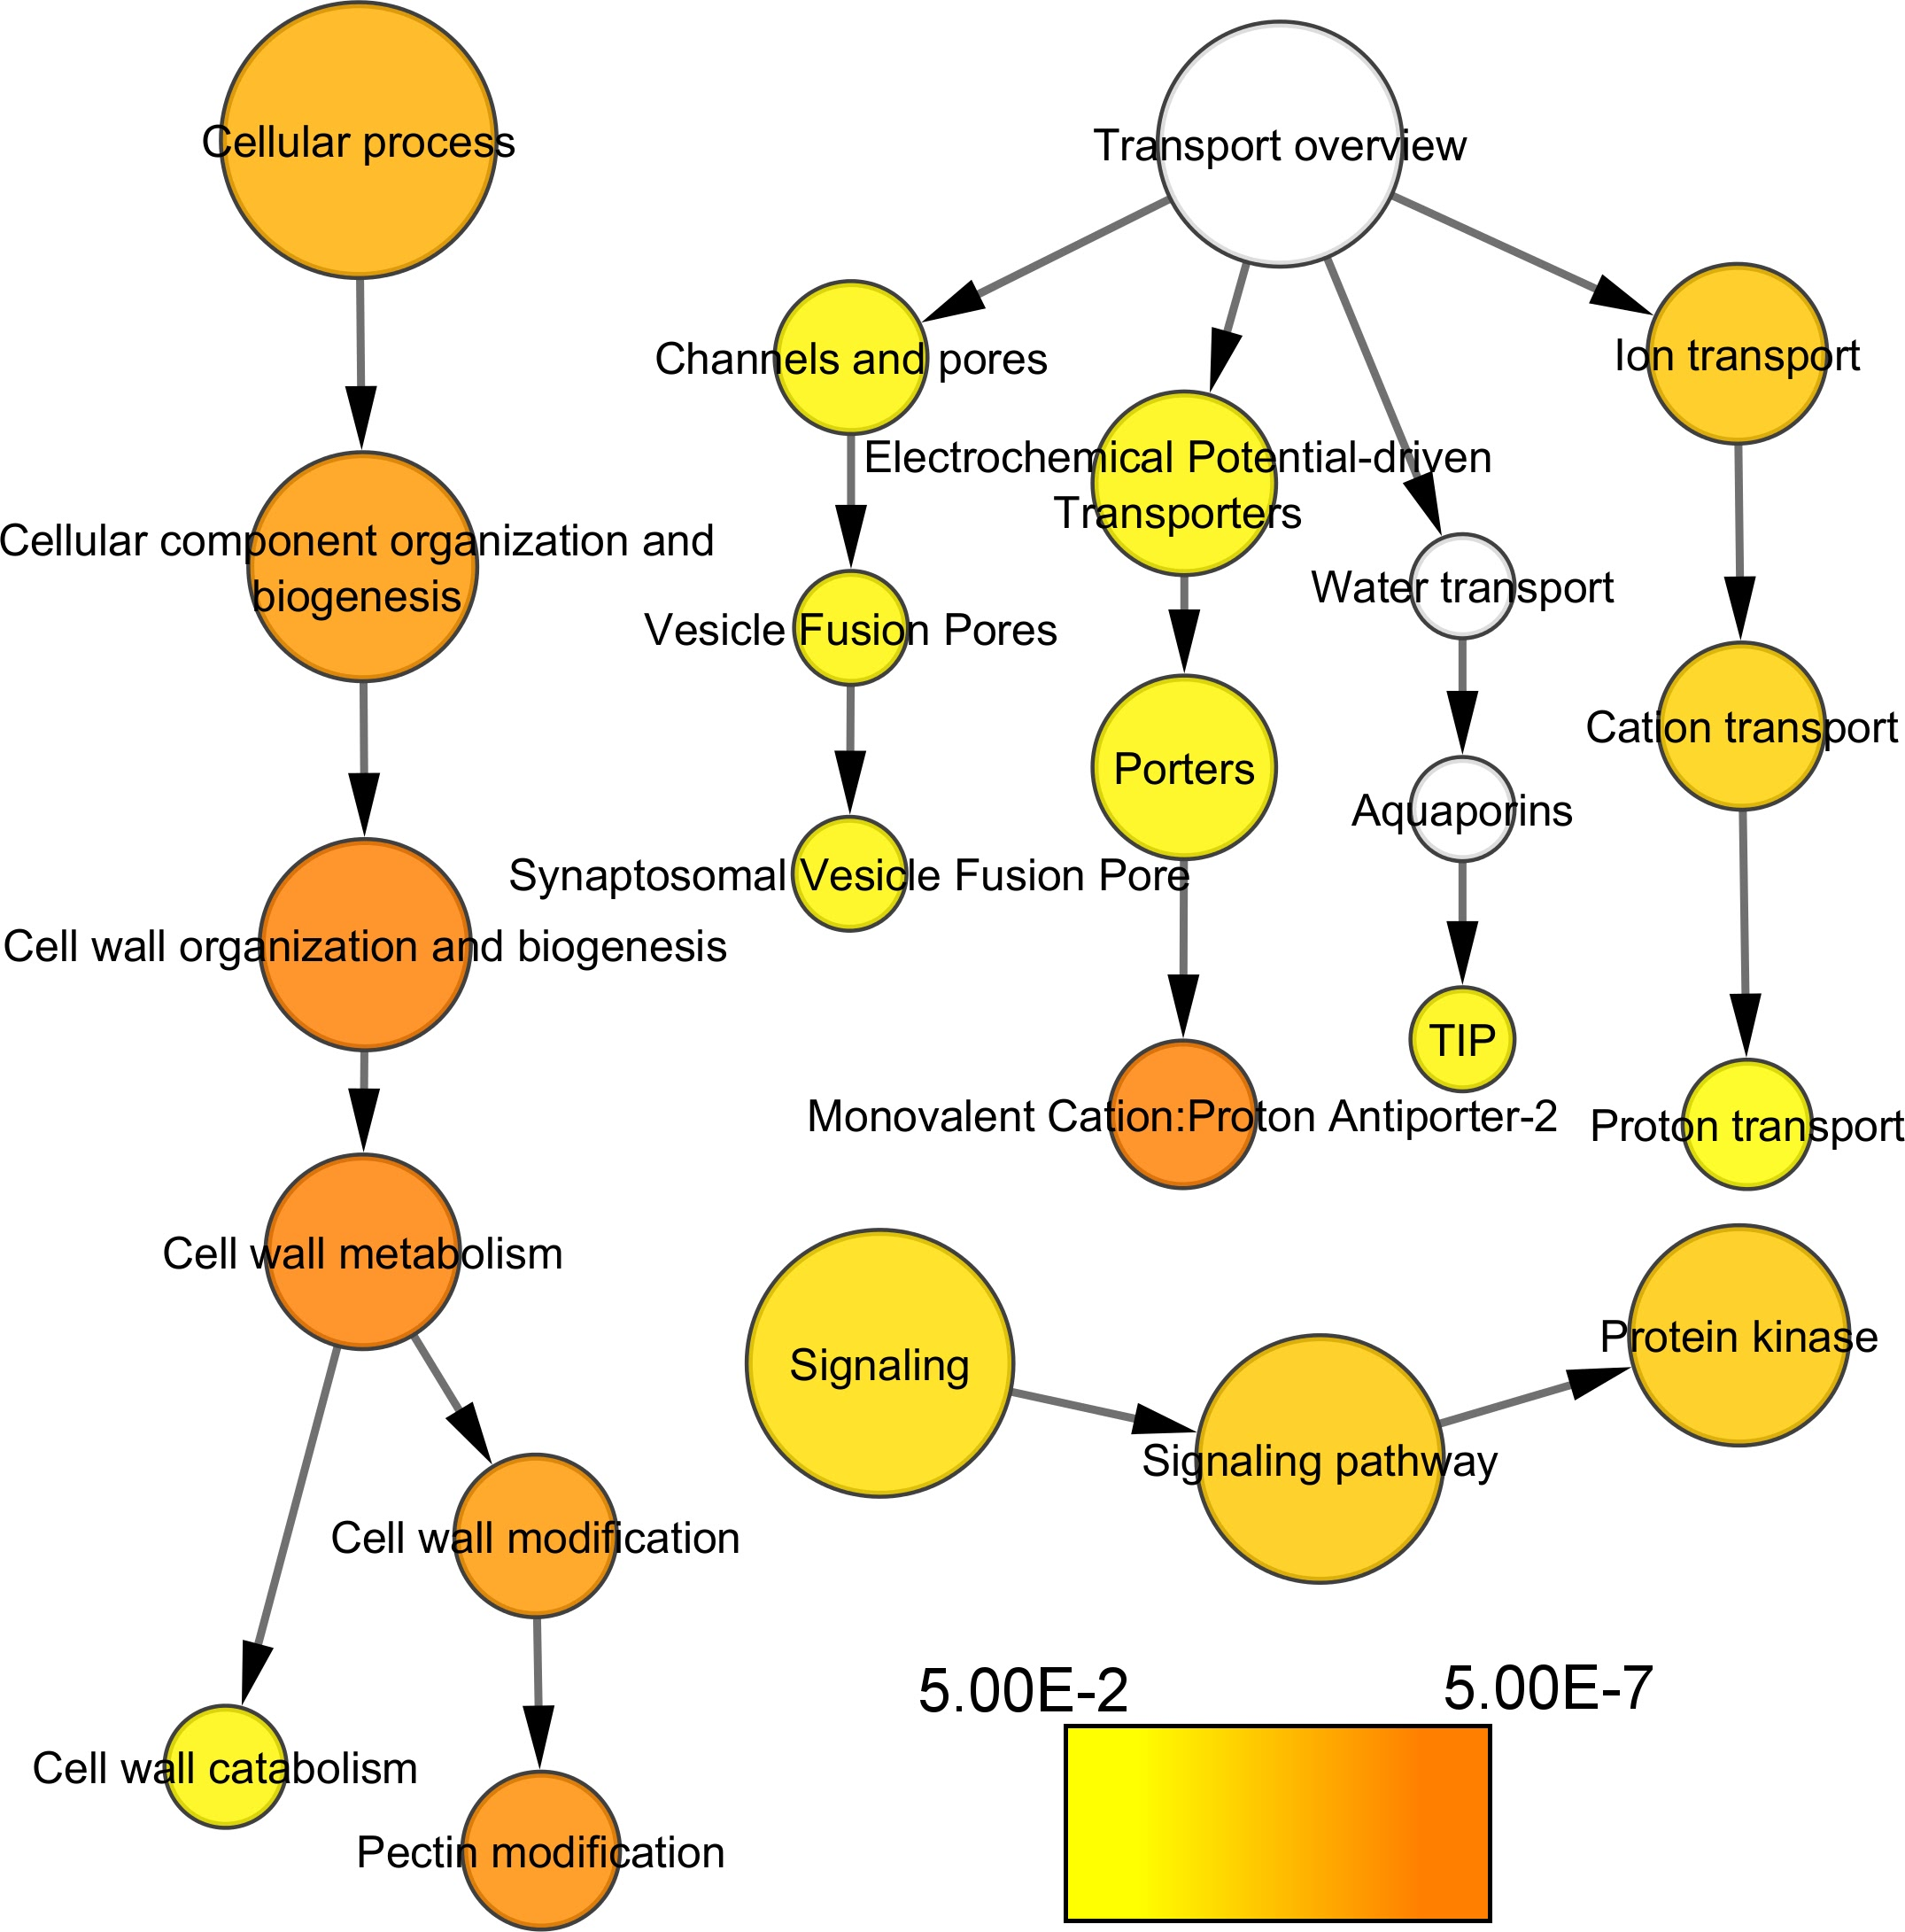 Cellular process
Transport overview
Channels and pores
Ion transport
Electrochemical Potential-driven
Transporters
Cellular component organization and
biogenesis
Water transport
Vesicle Fusion Pores
Cation transport
Porters
Aquaporins
Synaptosomal Vesicle Fusion Pore
Cell wall organization and biogenesis
TIP
Monovalent Cation:Proton Antiporter-2
Proton transport
Cell wall metabolism
Protein kinase
Signaling
Signaling pathway
Cell wall modification
5.00E-2
5.00E-7
Cell wall catabolism
Pectin modification